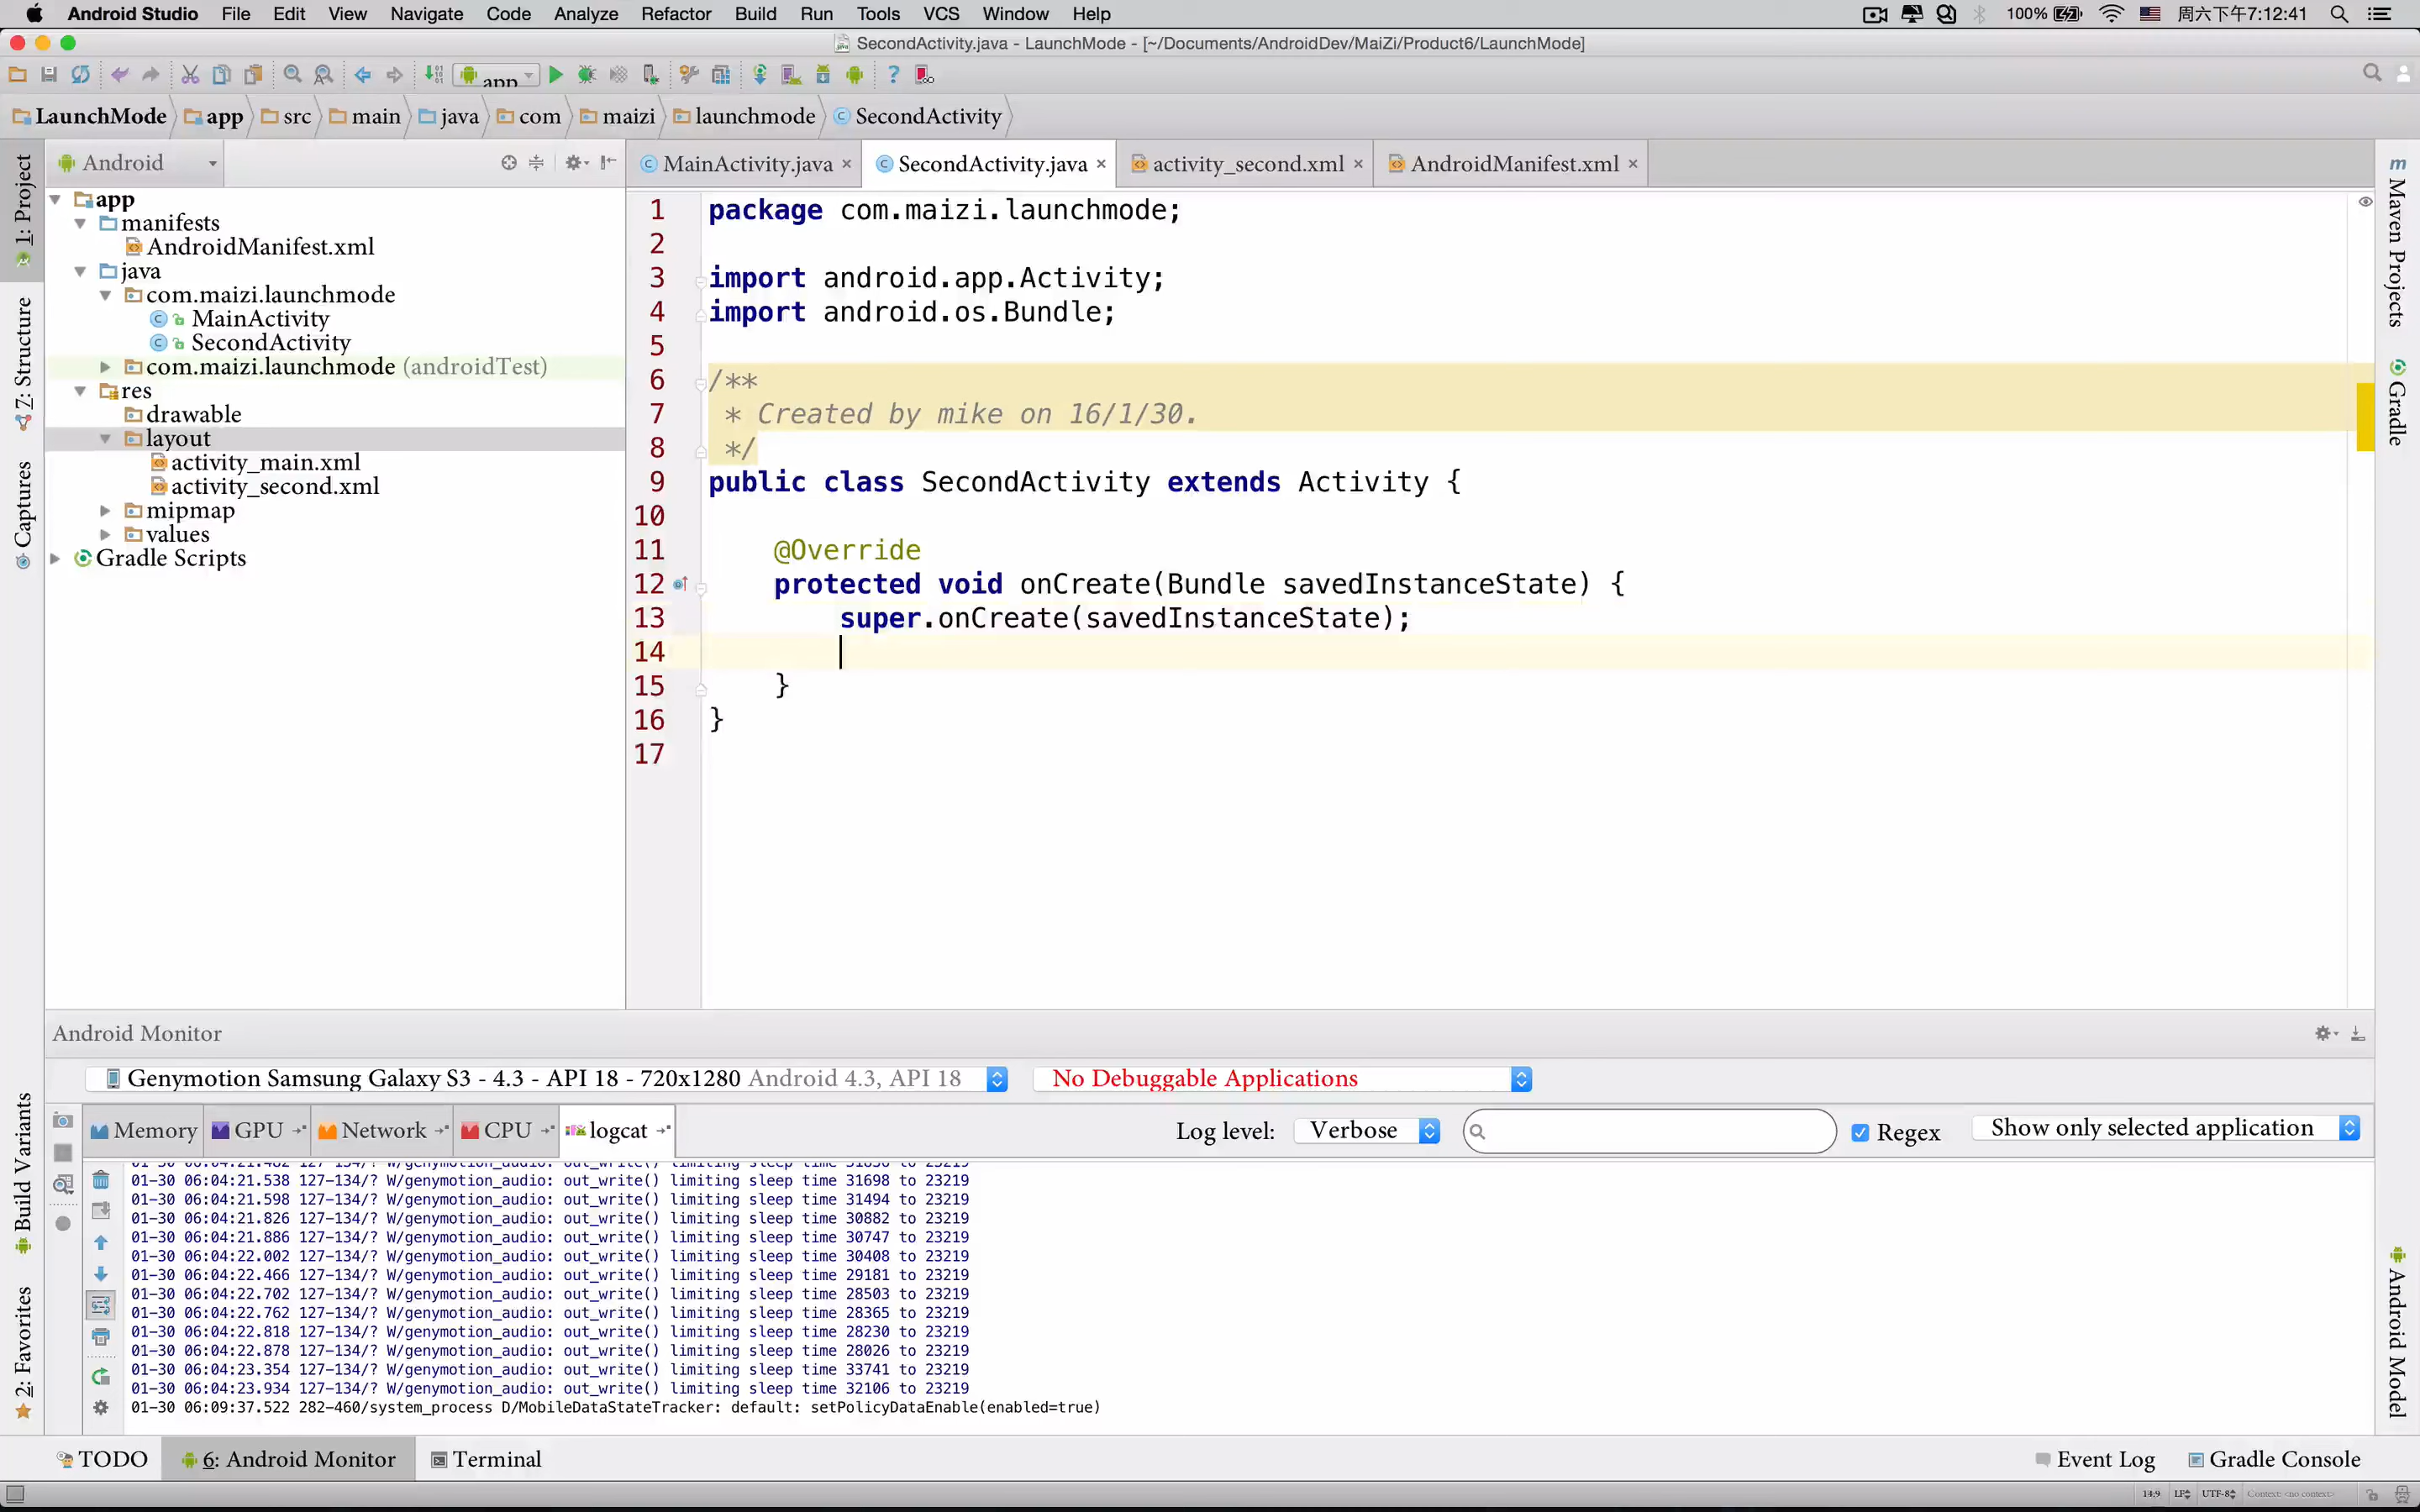 Android Studio File Edit View Navigate Code Analyze Refactor Build Run Tools VCS Window Help 100% 周六下午7:12:41
SecondActivity.java - LaunchMode - [~/Documents/AndroidDev/MaiZi/Product6/LaunchMode]
app
LaunchMode app src main java com maizi launchmode SecondActivity
Android
MainActivity.java SecondActivity.java activity_second.xml AndroidManifest.xml
1: Project
7: Structure
Captures
Build Variants
2: Favorites
app
manifests
AndroidManifest.xml
java
com.maizi.launchmode
MainActivity
SecondActivity
com.maizi.launchmode (androidTest)
res
drawable
layout
activity_main.xml
activity_second.xml
mipmap
values
Gradle Scripts
1 package com.maizi.launchmode;
2
3 import android.app.Activity;
4 import android.os.Bundle;
5
6 /**
7 * Created by mike on 16/1/30.
8 */
9 public class SecondActivity extends Activity {
10
11 @Override
12 protected void onCreate(Bundle savedInstanceState) {
13 super.onCreate(savedInstanceState);
14
15 }
16 }
17
Maven Projects
Gradle
Android Model
Android Monitor
Genymotion Samsung Galaxy S3 - 4.3 - API 18 - 720x1280 Android 4.3, API 18 No Debuggable Applications
Memory GPU Network CPU logcat Log level: Verbose Regex Show only selected application
01-30 06:04:21.538 127-134/? W/genymotion_audio: out_write() limiting sleep time 31698 to 23219
01-30 06:04:21.598 127-134/? W/genymotion_audio: out_write() limiting sleep time 31494 to 23219
01-30 06:04:21.826 127-134/? W/genymotion_audio: out_write() limiting sleep time 30882 to 23219
01-30 06:04:21.886 127-134/? W/genymotion_audio: out_write() limiting sleep time 30747 to 23219
01-30 06:04:22.002 127-134/? W/genymotion_audio: out_write() limiting sleep time 30408 to 23219
01-30 06:04:22.466 127-134/? W/genymotion_audio: out_write() limiting sleep time 29181 to 23219
01-30 06:04:22.702 127-134/? W/genymotion_audio: out_write() limiting sleep time 28503 to 23219
01-30 06:04:22.762 127-134/? W/genymotion_audio: out_write() limiting sleep time 28365 to 23219
01-30 06:04:22.818 127-134/? W/genymotion_audio: out_write() limiting sleep time 28230 to 23219
01-30 06:04:22.878 127-134/? W/genymotion_audio: out_write() limiting sleep time 28026 to 23219
01-30 06:04:23.354 127-134/? W/genymotion_audio: out_write() limiting sleep time 33741 to 23219
01-30 06:04:23.934 127-134/? W/genymotion_audio: out_write() limiting sleep time 32106 to 23219
01-30 06:09:37.522 282-460/system_process D/MobileDataStateTracker: default: setPolicyDataEnable(enabled=true)
TODO 6: Android Monitor Terminal Event Log Gradle Console
14:9 LF UTF-8 Context: <no context>